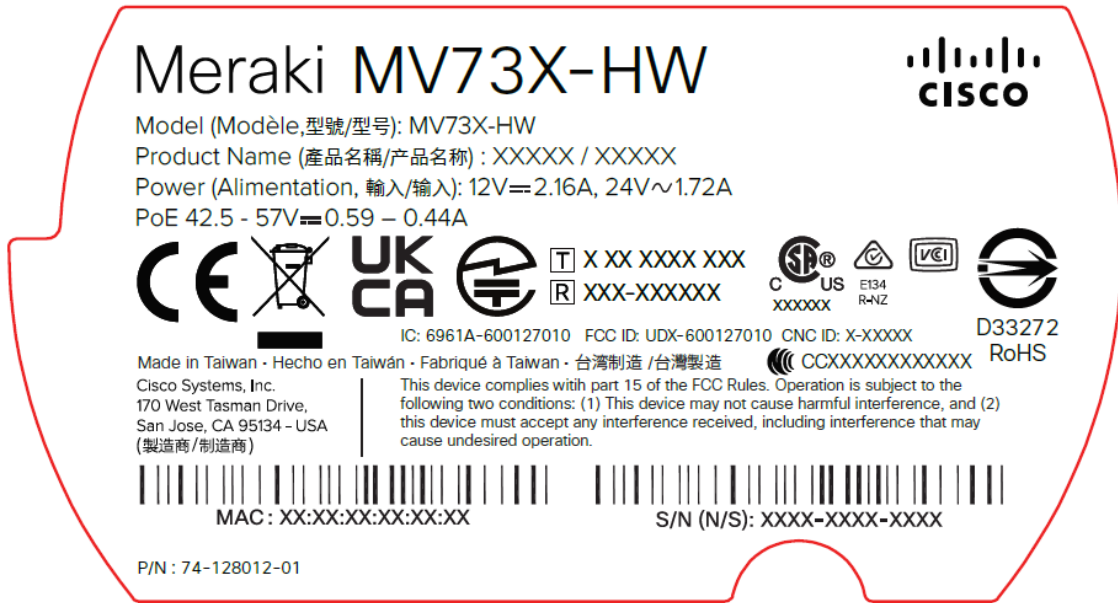 Meraki MV73X-HW
CISCO
Model (Modèle,型號/型号): MV73X-HW
Product Name (產品名稱/产品名称) : XXXXX / XXXXX
Power (Alimentation, 輸入/输入): 12V⎓2.16A, 24V∼1.72A
PoE 42.5 - 57V⎓0.59 – 0.44A
CE
UK
CA
T X XX XXXX XXX
R XXX-XXXXXX
C SA ® US
XXXXXX
E134
R-NZ
VCI
D33272
RoHS
IC: 6961A-600127010 FCC ID: UDX-600127010 CNC ID: X-XXXXX
Made in Taiwan · Hecho en Taiwán · Fabriqué à Taiwan · 台湾制造 /台灣製造
CCXXXXXXXXXXXX
Cisco Systems, Inc.
170 West Tasman Drive,
San Jose, CA 95134 – USA
(製造商/制造商)
This device complies witih part 15 of the FCC Rules. Operation is subject to the
following two conditions: (1) This device may not cause harmful interference, and (2)
this device must accept any interference received, including interference that may
cause undesired operation.
MAC : XX:XX:XX:XX:XX:XX
S/N (N/S): XXXX-XXXX-XXXX
P/N : 74-128012-01